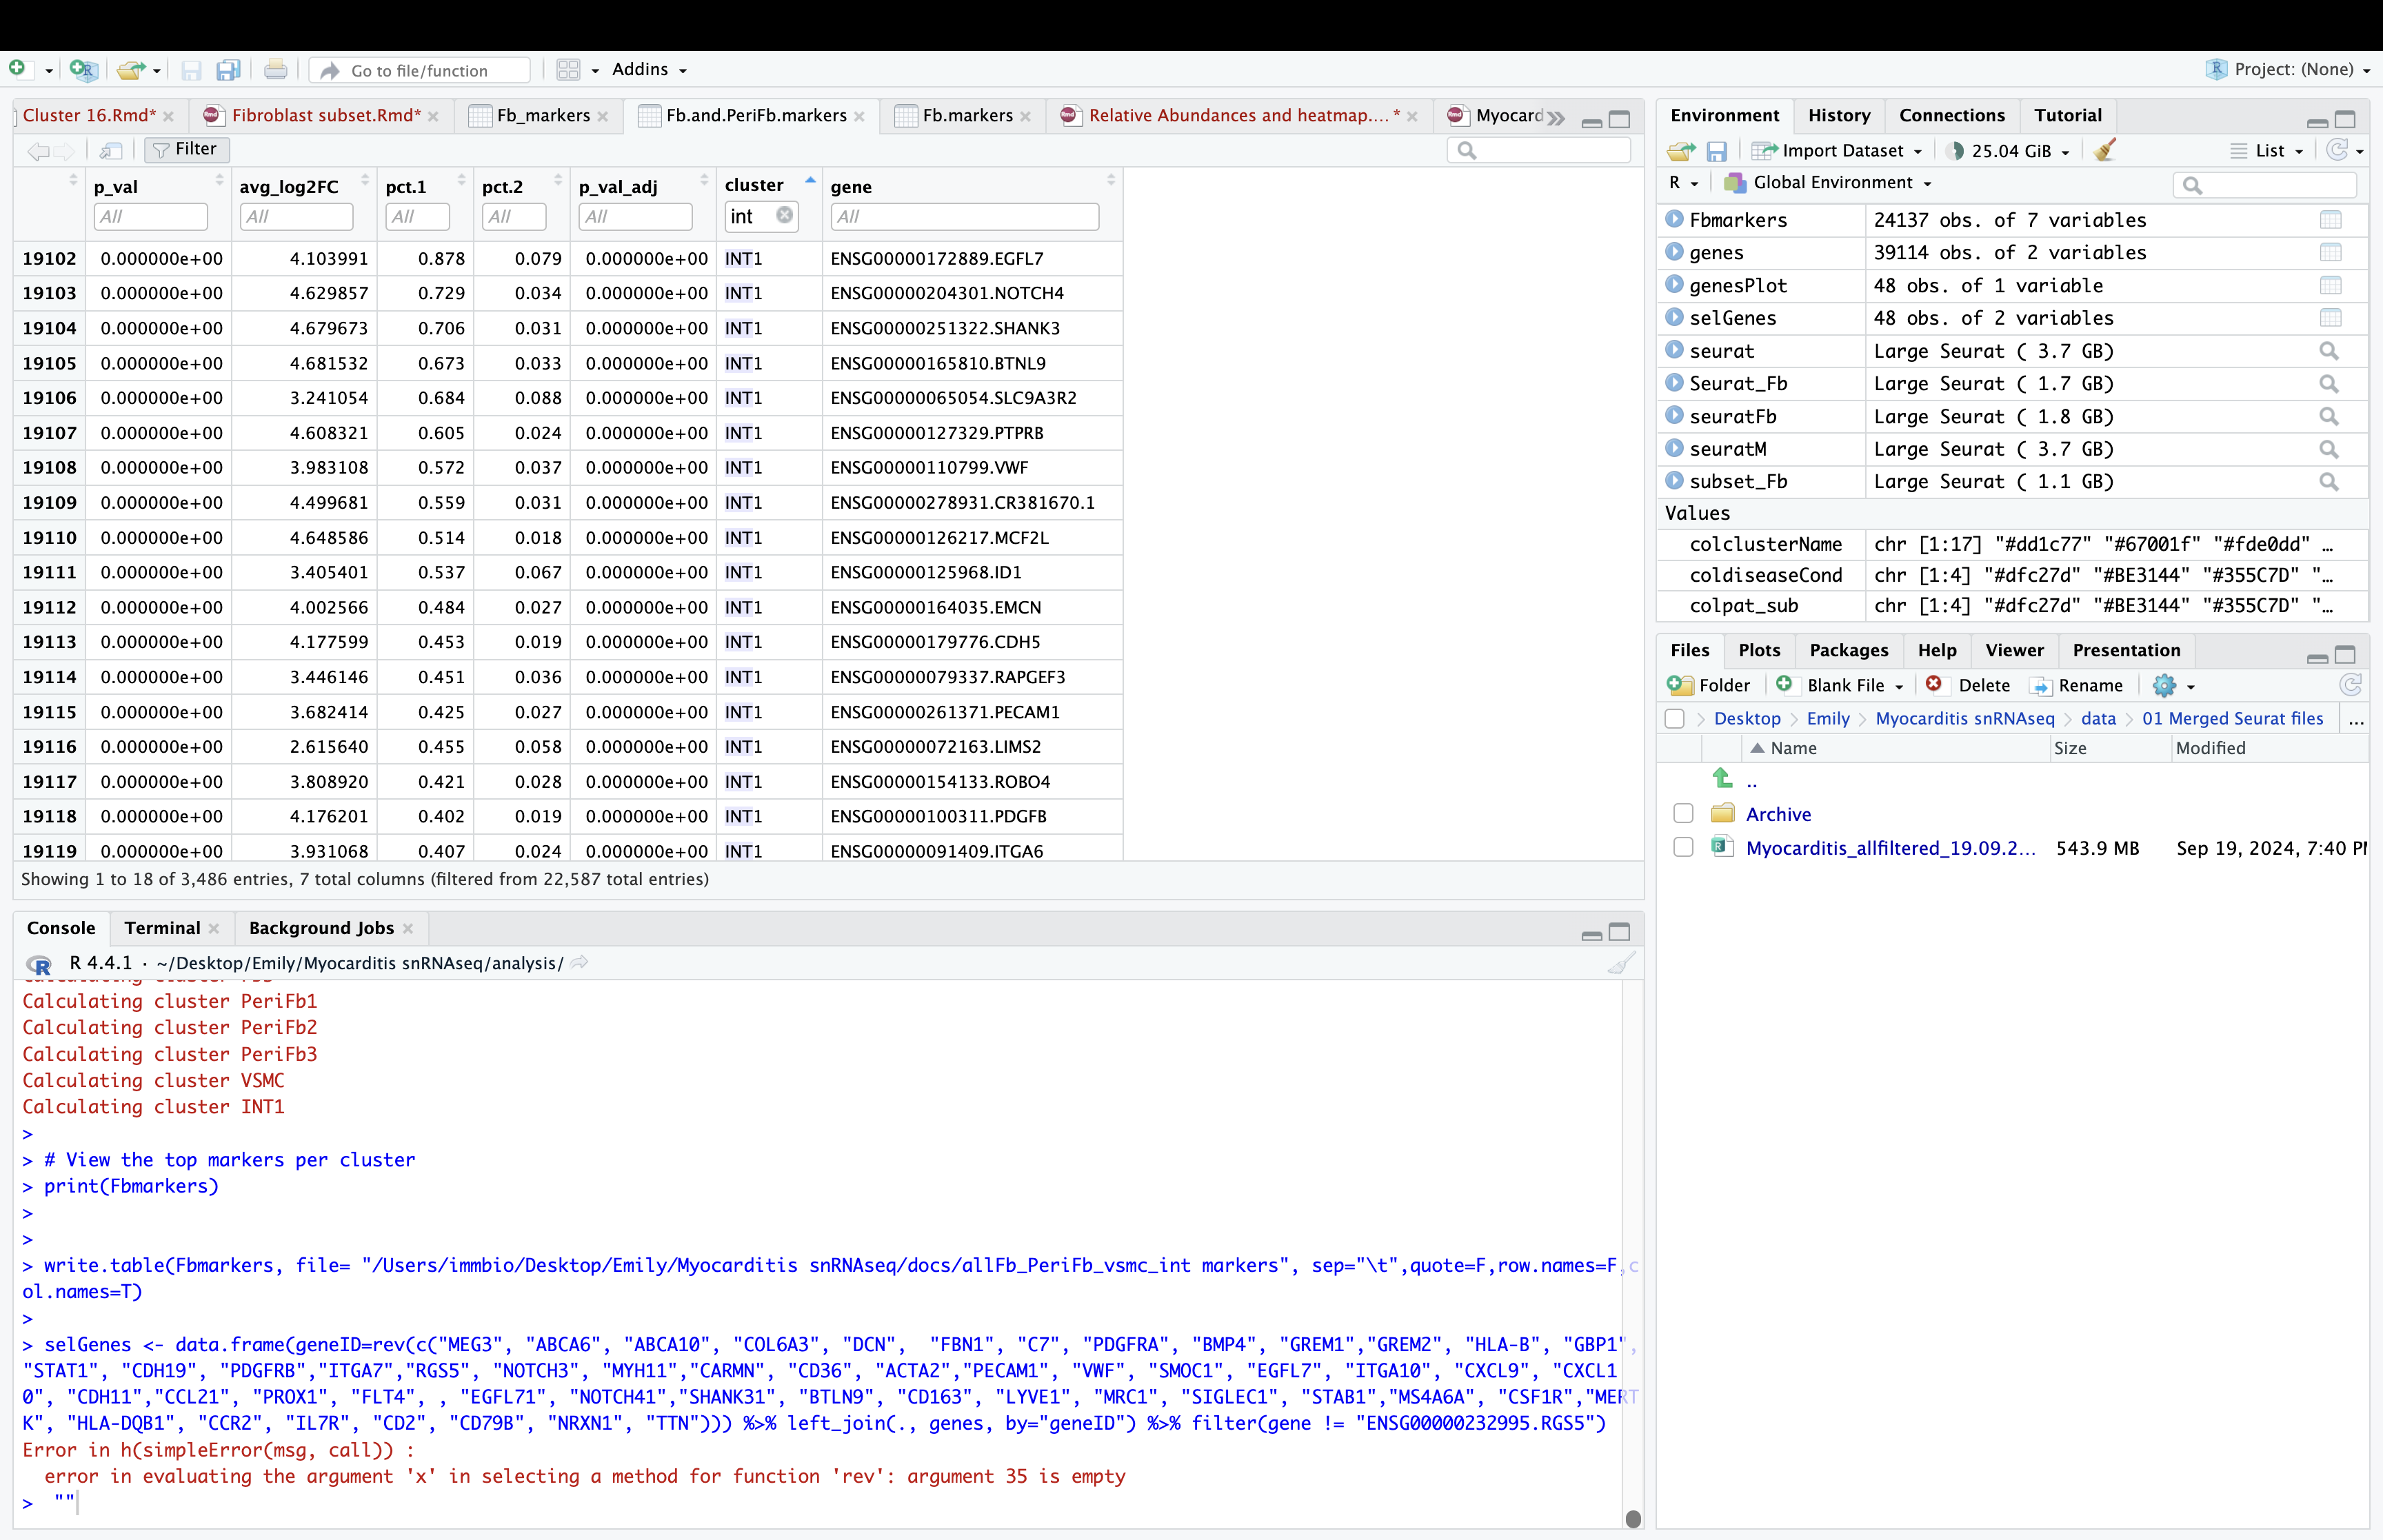 Go to file/function
Addins
Project: (None)
Cluster 16.Rmd*
Fibroblast subset.Rmd*
Fb_markers
Fb.and.PeriFb.markers
Fb.markers
Relative Abundances and heatmap....*
Myocard
Filter
p_val avg_log2FC pct.1 pct.2 p_val_adj cluster gene
All All All All All int All
19102 0.000000e+00 4.103991 0.878 0.079 0.000000e+00 INT1 ENSG00000172889.EGFL7
19103 0.000000e+00 4.629857 0.729 0.034 0.000000e+00 INT1 ENSG00000204301.NOTCH4
19104 0.000000e+00 4.679673 0.706 0.031 0.000000e+00 INT1 ENSG00000251322.SHANK3
19105 0.000000e+00 4.681532 0.673 0.033 0.000000e+00 INT1 ENSG00000165810.BTNL9
19106 0.000000e+00 3.241054 0.684 0.088 0.000000e+00 INT1 ENSG00000065054.SLC9A3R2
19107 0.000000e+00 4.608321 0.605 0.024 0.000000e+00 INT1 ENSG00000127329.PTPRB
19108 0.000000e+00 3.983108 0.572 0.037 0.000000e+00 INT1 ENSG00000110799.VWF
19109 0.000000e+00 4.499681 0.559 0.031 0.000000e+00 INT1 ENSG00000278931.CR381670.1
19110 0.000000e+00 4.648586 0.514 0.018 0.000000e+00 INT1 ENSG00000126217.MCF2L
19111 0.000000e+00 3.405401 0.537 0.067 0.000000e+00 INT1 ENSG00000125968.ID1
19112 0.000000e+00 4.002566 0.484 0.027 0.000000e+00 INT1 ENSG00000164035.EMCN
19113 0.000000e+00 4.177599 0.453 0.019 0.000000e+00 INT1 ENSG00000179776.CDH5
19114 0.000000e+00 3.446146 0.451 0.036 0.000000e+00 INT1 ENSG00000079337.RAPGEF3
19115 0.000000e+00 3.682414 0.425 0.027 0.000000e+00 INT1 ENSG00000261371.PECAM1
19116 0.000000e+00 2.615640 0.455 0.058 0.000000e+00 INT1 ENSG00000072163.LIMS2
19117 0.000000e+00 3.808920 0.421 0.028 0.000000e+00 INT1 ENSG00000154133.ROBO4
19118 0.000000e+00 4.176201 0.402 0.019 0.000000e+00 INT1 ENSG00000100311.PDGFB
19119 0.000000e+00 3.931068 0.407 0.024 0.000000e+00 INT1 ENSG00000091409.ITGA6
Showing 1 to 18 of 3,486 entries, 7 total columns (filtered from 22,587 total entries)
Console Terminal Background Jobs
R 4.4.1 · ~/Desktop/Emily/Myocarditis snRNAseq/analysis/
Calculating cluster PeriFb1
Calculating cluster PeriFb2
Calculating cluster PeriFb3
Calculating cluster VSMC
Calculating cluster INT1
>
> # View the top markers per cluster
> print(Fbmarkers)
>
>
> write.table(Fbmarkers, file= "/Users/immbio/Desktop/Emily/Myocarditis snRNAseq/docs/allFb_PeriFb_vsmc_int markers", sep="\t",quote=F,row.names=F,c
ol.names=T)
>
> selGenes <- data.frame(geneID=rev(c("MEG3", "ABCA6", "ABCA10", "COL6A3", "DCN",  "FBN1", "C7", "PDGFRA", "BMP4", "GREM1","GREM2", "HLA-B", "GBP1",
"STAT1", "CDH19", "PDGFRB","ITGA7","RGS5", "NOTCH3", "MYH11","CARMN", "CD36", "ACTA2","PECAM1", "VWF", "SMOC1", "EGFL7", "ITGA10", "CXCL9", "CXCL1
0", "CDH11","CCL21", "PROX1", "FLT4", , "EGFL71", "NOTCH41","SHANK31", "BTLN9", "CD163", "LYVE1", "MRC1", "SIGLEC1", "STAB1","MS4A6A", "CSF1R","MERT
K", "HLA-DQB1", "CCR2", "IL7R", "CD2", "CD79B", "NRXN1", "TTN"))) %>% left_join(., genes, by="geneID") %>% filter(gene != "ENSG00000232995.RGS5")
Error in h(simpleError(msg, call)) :
  error in evaluating the argument 'x' in selecting a method for function 'rev': argument 35 is empty
>  ""
Environment History Connections Tutorial
Import Dataset 25.04 GiB List
R Global Environment
Fbmarkers 24137 obs. of 7 variables
genes 39114 obs. of 2 variables
genesPlot 48 obs. of 1 variable
selGenes 48 obs. of 2 variables
seurat Large Seurat ( 3.7 GB)
Seurat_Fb Large Seurat ( 1.7 GB)
seuratFb Large Seurat ( 1.8 GB)
seuratM Large Seurat ( 3.7 GB)
subset_Fb Large Seurat ( 1.1 GB)
Values
colclusterName chr [1:17] "#dd1c77" "#67001f" "#fde0dd" …
coldiseaseCond chr [1:4] "#dfc27d" "#BE3144" "#355C7D" "…
colpat_sub chr [1:4] "#dfc27d" "#BE3144" "#355C7D" "…
Files Plots Packages Help Viewer Presentation
Folder Blank File Delete Rename
Desktop > Emily > Myocarditis snRNAseq > data > 01 Merged Seurat files ...
Name Size Modified
..
Archive
Myocarditis_allfiltered_19.09.2... 543.9 MB Sep 19, 2024, 7:40 P